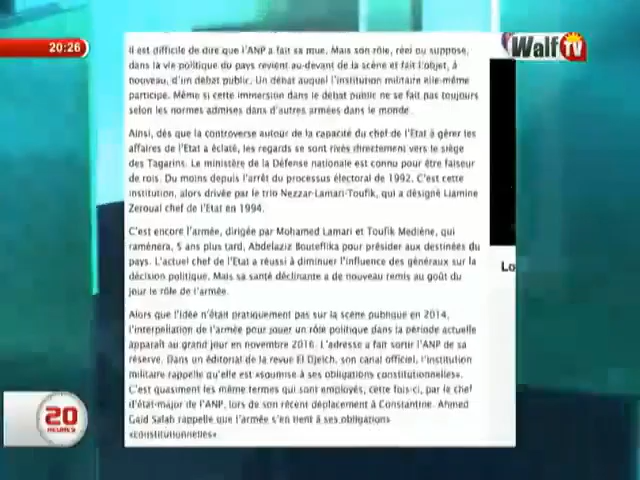 20:26
Walf TV
Il est difficile de dire que l'ANP a fait sa mue. Mais son rôle, réel ou supposé,
dans la vie politique du pays revient au-devant de la scène et fait l'objet, à
nouveau, d'un débat public. Un débat auquel l'institution militaire elle-même
participe. Même si cette immersion dans le débat public ne se fait pas toujours
selon les normes admises dans d'autres armées dans le monde.
Ainsi, dès que la controverse autour de la capacité du chef de l'Etat à gérer les
affaires de l'Etat a éclaté, les regards se sont rivés directement vers le siège
des Tagarins. Le ministère de la Défense nationale est connu pour être faiseur
de rois. Du moins depuis l'arrêt du processus électoral de 1992. C'est cette
institution, alors drivée par le trio Nezzar-Lamari-Toufik, qui a désigné Liamine
Zeroual chef de l'Etat en 1994.
C'est encore l'armée, dirigée par Mohamed Lamari et Toufik Mediène, qui
ramènera, 5 ans plus tard, Abdelaziz Bouteflika pour présider aux destinées du
pays. L'actuel chef de l'Etat a réussi à diminuer l'influence des généraux sur la
décision politique. Mais sa santé déclinante a de nouveau remis au goût du
jour le rôle de l'armée.
Alors que l'idée n'était pratiquement pas sur la scène publique en 2014,
l'interpellation de l'armée pour jouer un rôle politique dans la période actuelle
apparaît au grand jour en novembre 2016. L'adresse a fait sortir l'ANP de sa
réserve. Dans un éditorial de la revue El Djeich, son canal officiel, l'institution
militaire rappelle qu'elle est «soumise à ses obligations constitutionnelles».
C'est quasiment les même termes qui sont employés, cette fois-ci, par le chef
d'état-major de l'ANP, lors de son récent déplacement à Constantine. Ahmed
Gaïd Salah rappelle que l'armée s'en tient à ses obligations
«constitutionnelles»
Lo
20
HEURES